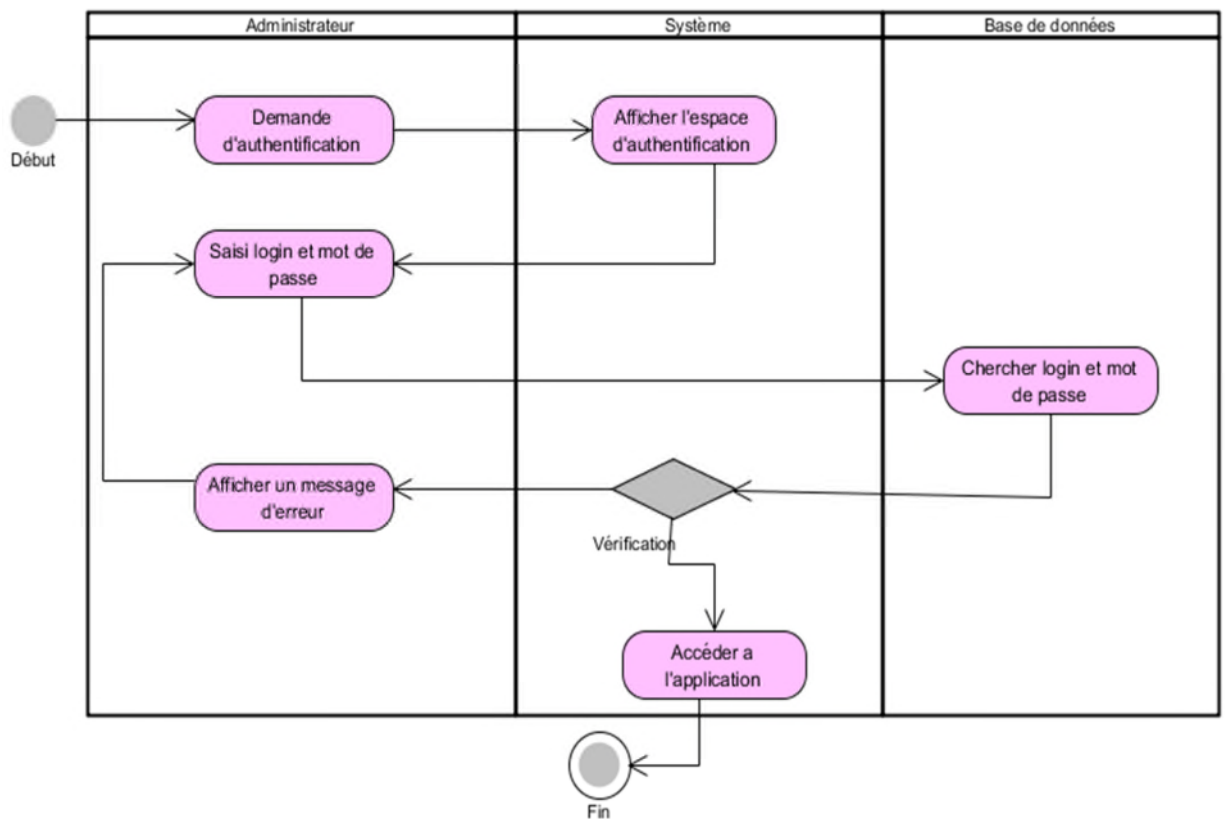 Administrateur
Système
Base de données
Début
Demande
d'authentification
Afficher l'espace
d'authentification
Saisi login et mot de
passe
Chercher login et mot
de passe
Afficher un message
d'erreur
Vérification
Accéder a
l'application
Fin